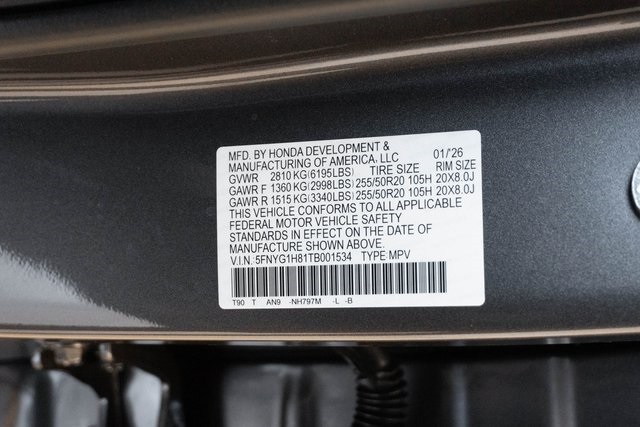 MFD. BY HONDA DEVELOPMENT &
MANUFACTURING OF AMERICA, LLC 01/'26
GVWR 2810 KG(6195LBS) TIRE SIZE RIM SIZE
GAWR F 1360 KG(2998LBS) 255/50R20 105H 20X8.0J
GAWR R 1515 KG(3340LBS) 255/50R20 105H 20X8.0J
THIS VEHICLE CONFORMS TO ALL APPLICABLE
FEDERAL MOTOR VEHICLE SAFETY
STANDARDS IN EFFECT ON THE DATE OF
MANUFACTURE SHOWN ABOVE.
V.I.N: 5FNYG1H81TB001534 TYPE MPV
T90 T AN9 -NH797M -L -B